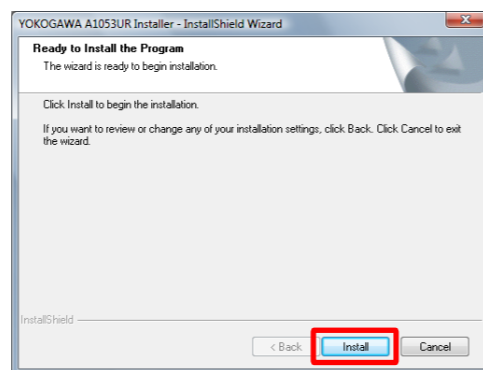 YOKOGAWA A1053UR Installer - InstallShield Wizard
Ready to Install the Program
The wizard is ready to begin installation.
Click Install to begin the installation.
If you want to review or change any of your installation settings, click Back. Click Cancel to exit
the wizard.
InstallShield
< Back Install Cancel